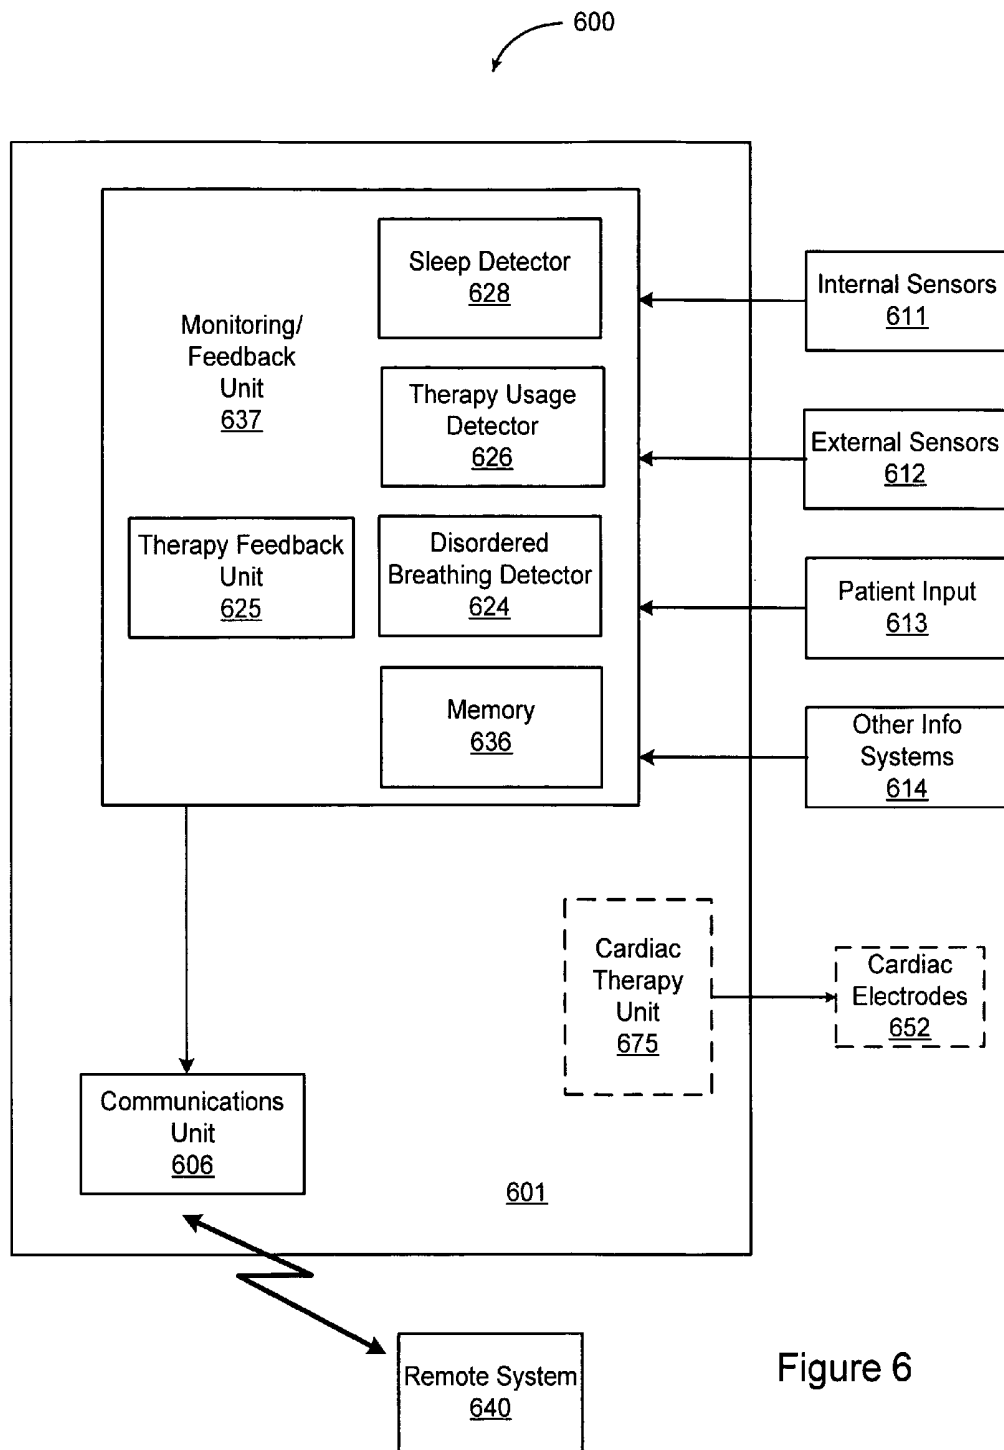 600
Sleep Detector
628
Monitoring/
Feedback
Unit
637
Therapy Usage
Detector
626
Therapy Feedback
Unit
625
Disordered
Breathing Detector
624
Memory
636
Internal Sensors
611
External Sensors
612
Patient Input
613
Other Info
Systems
614
Cardiac
Therapy
Unit
675
Cardiac
Electrodes
652
Communications
Unit
606
601
Remote System
640
Figure 6